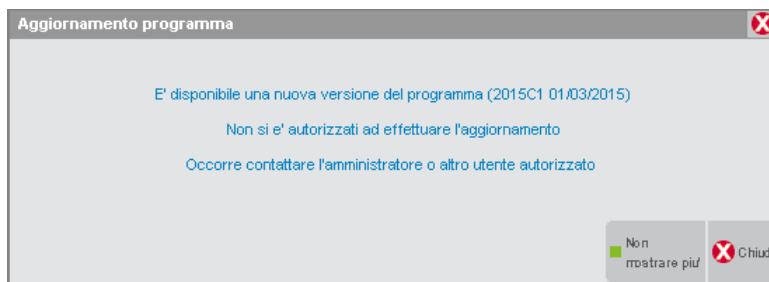 Aggiornamento programma
E' disponibile una nuova versione del programma (2015C1 01/03/2015)
Non si e' autorizzati ad effettuare l'aggiornamento
Occorre contattare l'amministratore o altro utente autorizzato
Non
mostrare piu'
Chiud